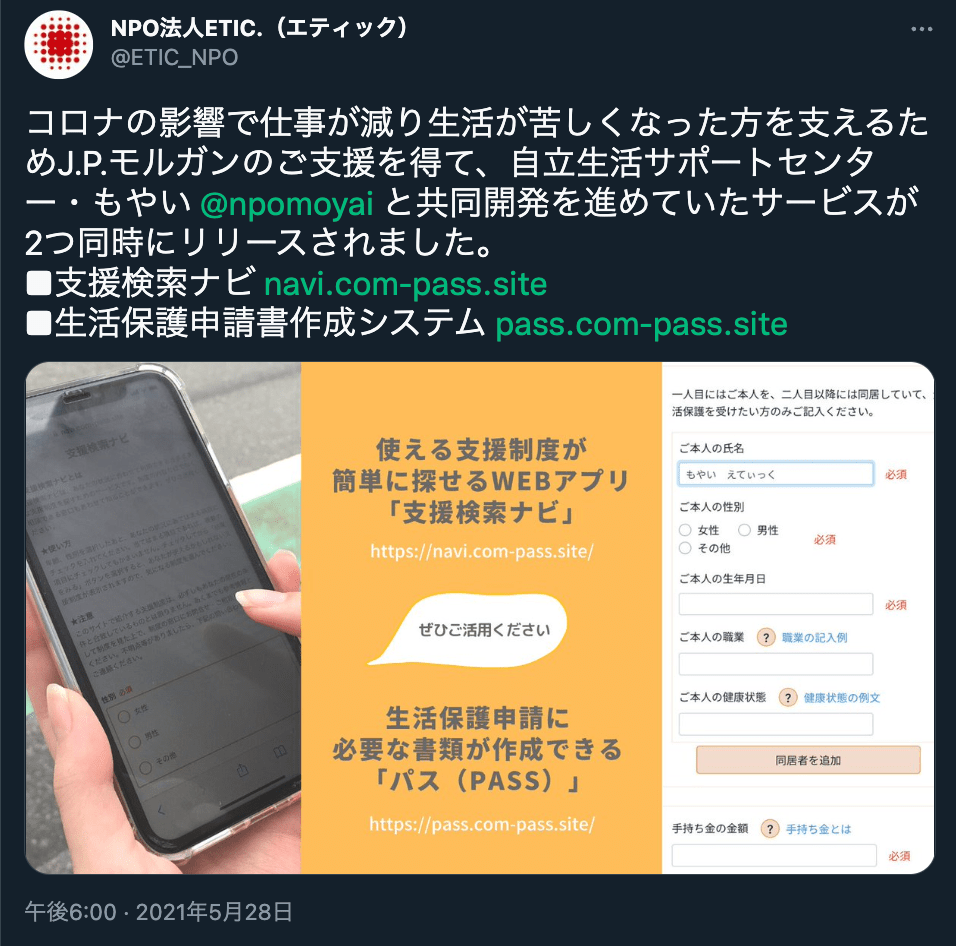 NPO法人ETIC.（エティック）
@ETIC_NPO
コロナの影響で仕事が減り生活が苦しくなった方を支えるた
めJ.P.モルガンのご支援を得て、自立生活サポートセンタ
ー・もやい @npomoyai と共同開発を進めていたサービスが
2つ同時にリリースされました。
■支援検索ナビ navi.com-pass.site
■生活保護申請書作成システム pass.com-pass.site
支援検索ナビ
★使い方
★注意
性別 必須
女性
男性
その他
使える支援制度が
簡単に探せるWEBアプリ
「支援検索ナビ」
https://navi.com-pass.site/
ぜひご活用ください
生活保護申請に
必要な書類が作成できる
「パス（PASS）」
https://pass.com-pass.site/
一人目にはご本人を、二人目以降には同居していて、
活保護を受けたい方のみご記入ください。
ご本人の氏名
もやい　えてぃっく 必須
ご本人の性別
女性 男性
その他 必須
ご本人の生年月日
必須
ご本人の職業 ? 職業の記入例
ご本人の健康状態 ? 健康状態の例文
同居者を追加
手持ち金の金額 ? 手持ち金とは
必須
午後6:00 · 2021年5月28日